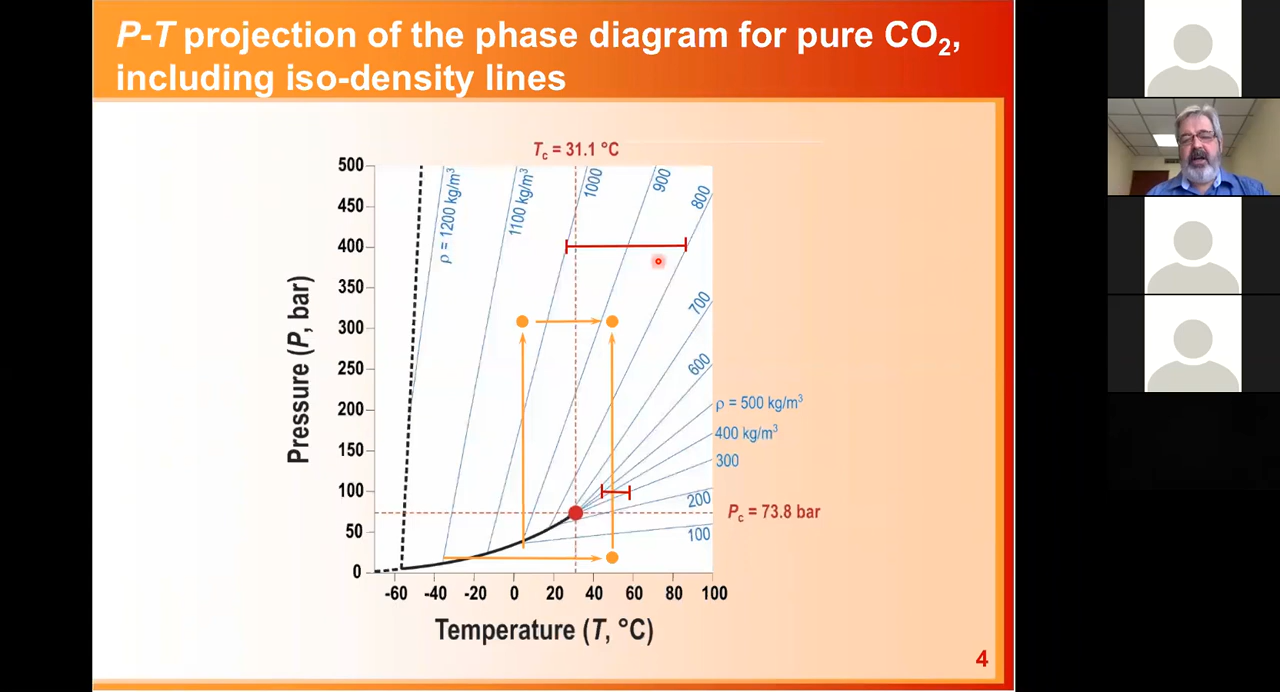 P-T projection of the phase diagram for pure CO₂,
including iso-density lines
Tc = 31.1 °C
500
450
400
350
300
250
200
150
100
50
0
Pressure (P, bar)
ρ = 1200 kg/m³
1100 kg/m³
1000
900
800
700
600
ρ = 500 kg/m³
400 kg/m³
300
200
100
Pc = 73.8 bar
-60 -40 -20 0 20 40 60 80 100
Temperature (T, °C)
4